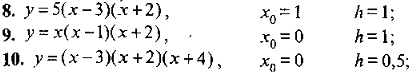 8. y=5(x−3)(x+2), x₀=1 h=1;
9. y=x(x−1)(x+2), x₀=0 h=1;
10. y=(x−3)(x+2)(x+4), x₀=0 h=0,5;